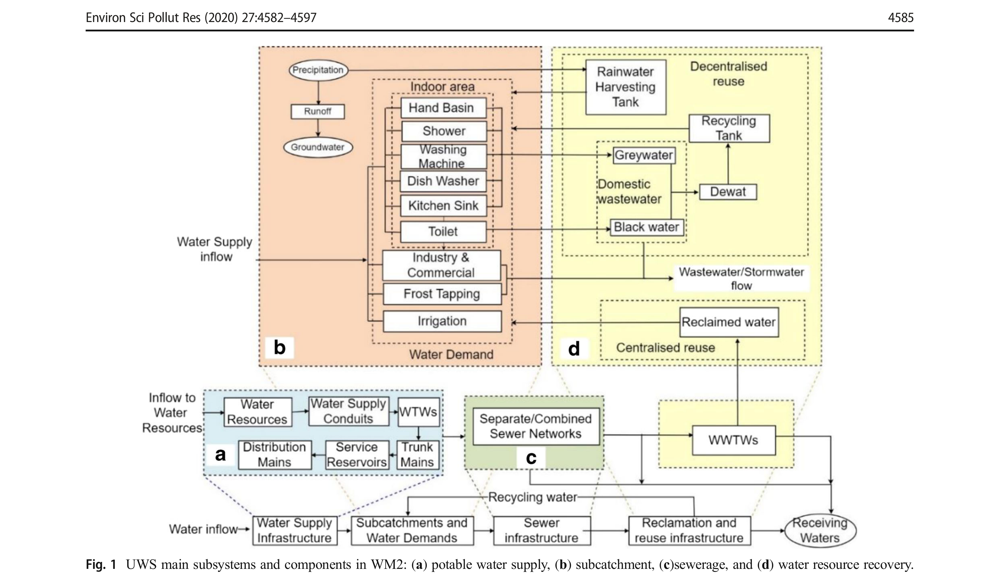 Environ Sci Pollut Res (2020) 27:4582–4597
4585
Precipitation
Runoff
Groundwater
Indoor area
Hand Basin
Shower
Washing
Machine
Dish Washer
Kitchen Sink
Toilet
Industry &
Commercial
Frost Tapping
Irrigation
Water Demand
b
Water Supply
inflow
Rainwater
Harvesting
Tank
Decentralised
reuse
Recycling
Tank
Greywater
Domestic
wastewater
Dewat
Black water
Wastewater/Stormwater
flow
Reclaimed water
Centralised reuse
d
Inflow to
Water
Resources
Water
Resources
Water Supply
Conduits
WTWs
a
Distribution
Mains
Service
Reservoirs
Trunk
Mains
Separate/Combined
Sewer Networks
c
WWTWs
Recycling water
Water inflow
Water Supply
Infrastructure
Subcatchments and
Water Demands
Sewer
infrastructure
Reclamation and
reuse infrastructure
Receiving
Waters
Fig. 1 UWS main subsystems and components in WM2: (a) potable water supply, (b) subcatchment, (c)sewerage, and (d) water resource recovery.